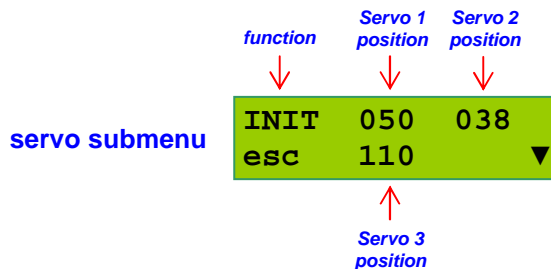 function
Servo 1
position
Servo 2
position
servo submenu
INIT 050 038
esc 110 ▼
Servo 3
position